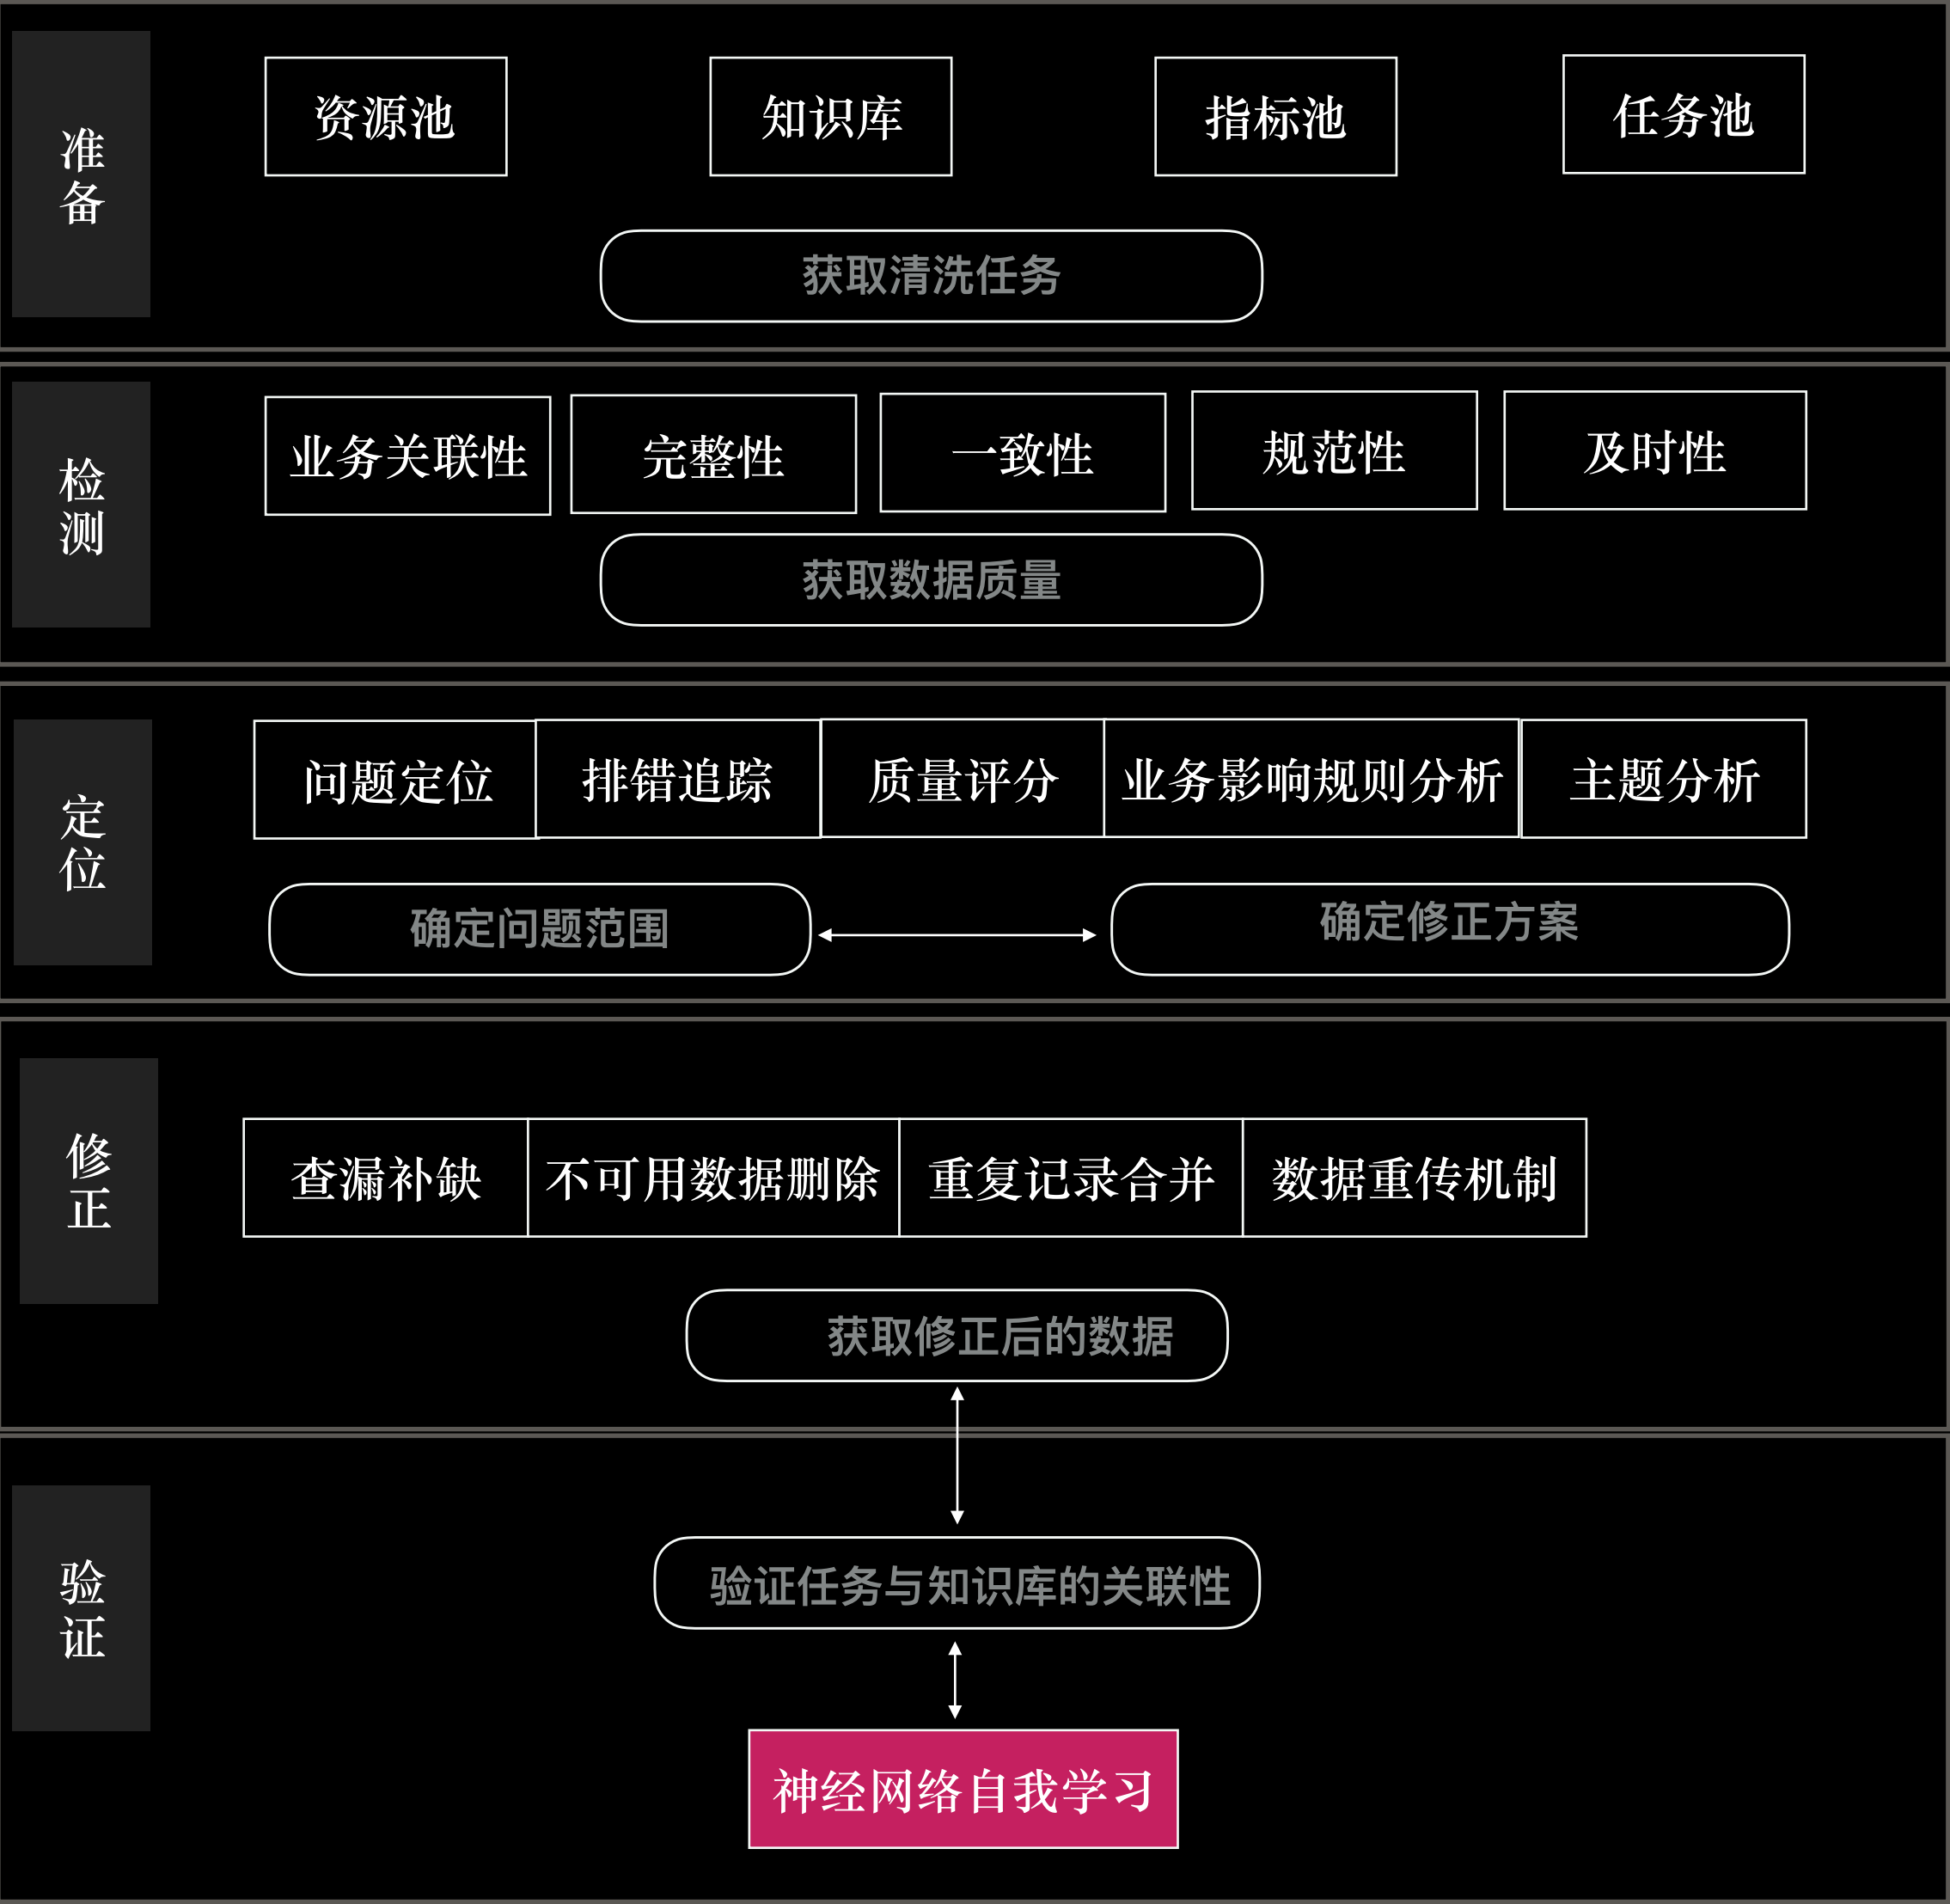 准备
资源池
知识库
指标池
任务池
获取清洗任务
检测
业务关联性
完整性
一致性
规范性
及时性
获取数据质量
定位
问题定位
非错追踪
质量评分
业务影响规则分析
主题分析
确定问题范围
确定修正方案
修正
查漏补缺
不可用数据删除
重复记录合并
数据重传机制
获取修正后的数据
验证
验证任务与知识库的关联性
神经网络自我学习